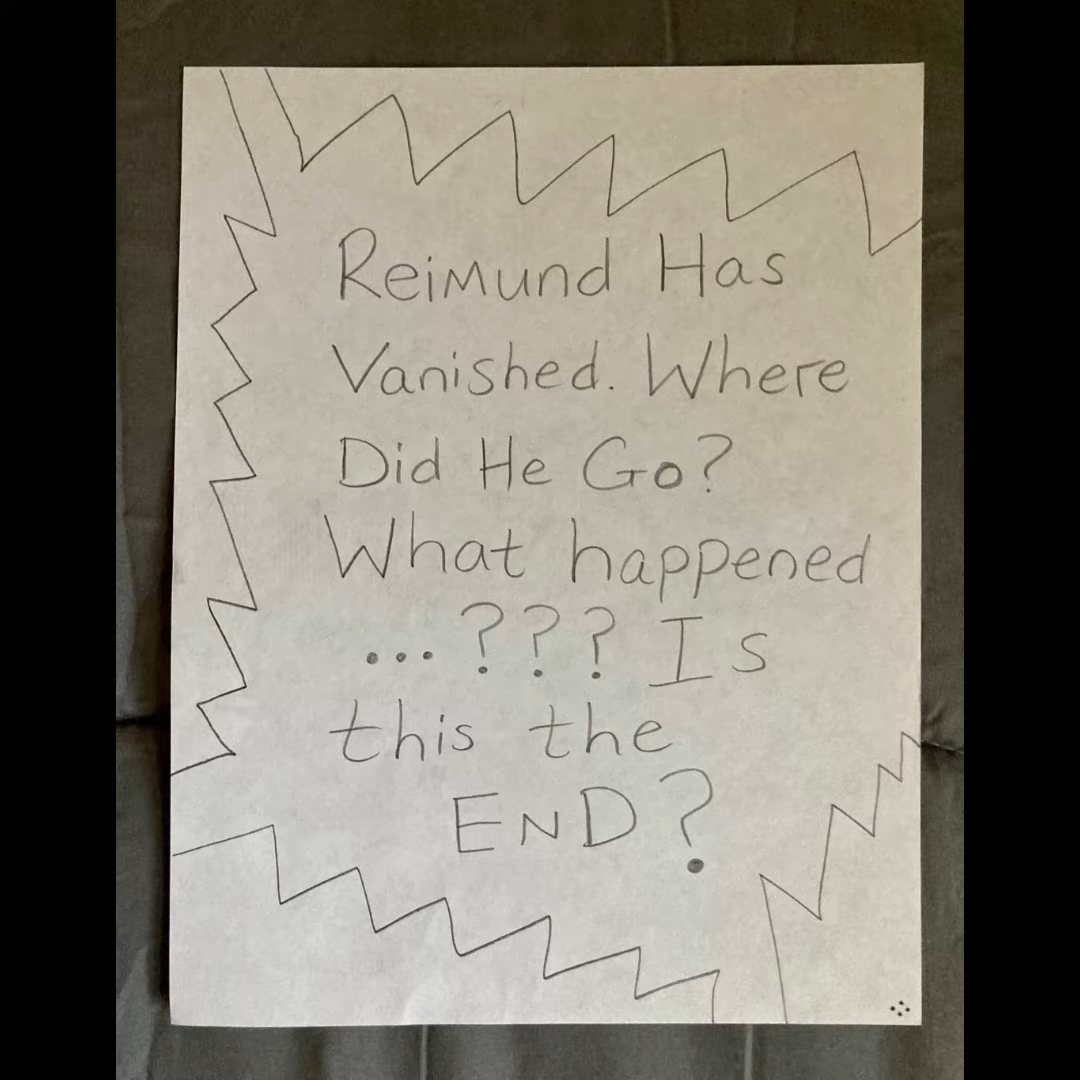 Reimund Has
Vanished. Where
Did He Go?
What happened
...??? Is
this the
END?